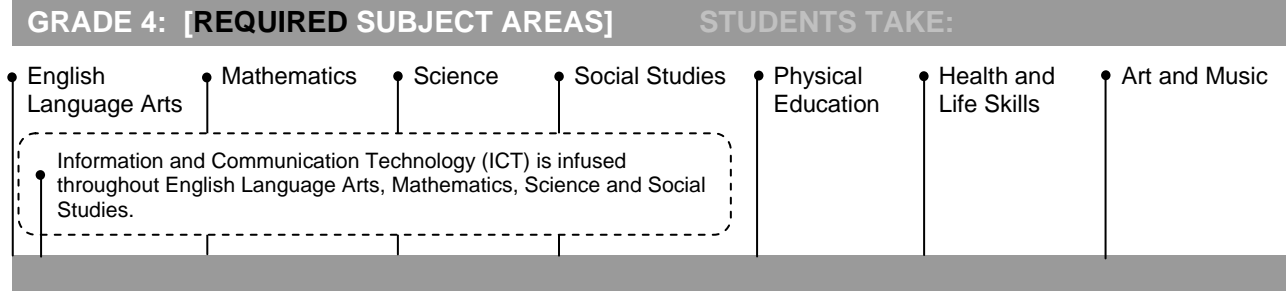 GRADE 4: [REQUIRED SUBJECT AREAS] STUDENTS TAKE:
English
Language Arts
Mathematics
Science
Social Studies
Physical
Education
Health and
Life Skills
Art and Music
Information and Communication Technology (ICT) is infused
throughout English Language Arts, Mathematics, Science and Social
Studies.